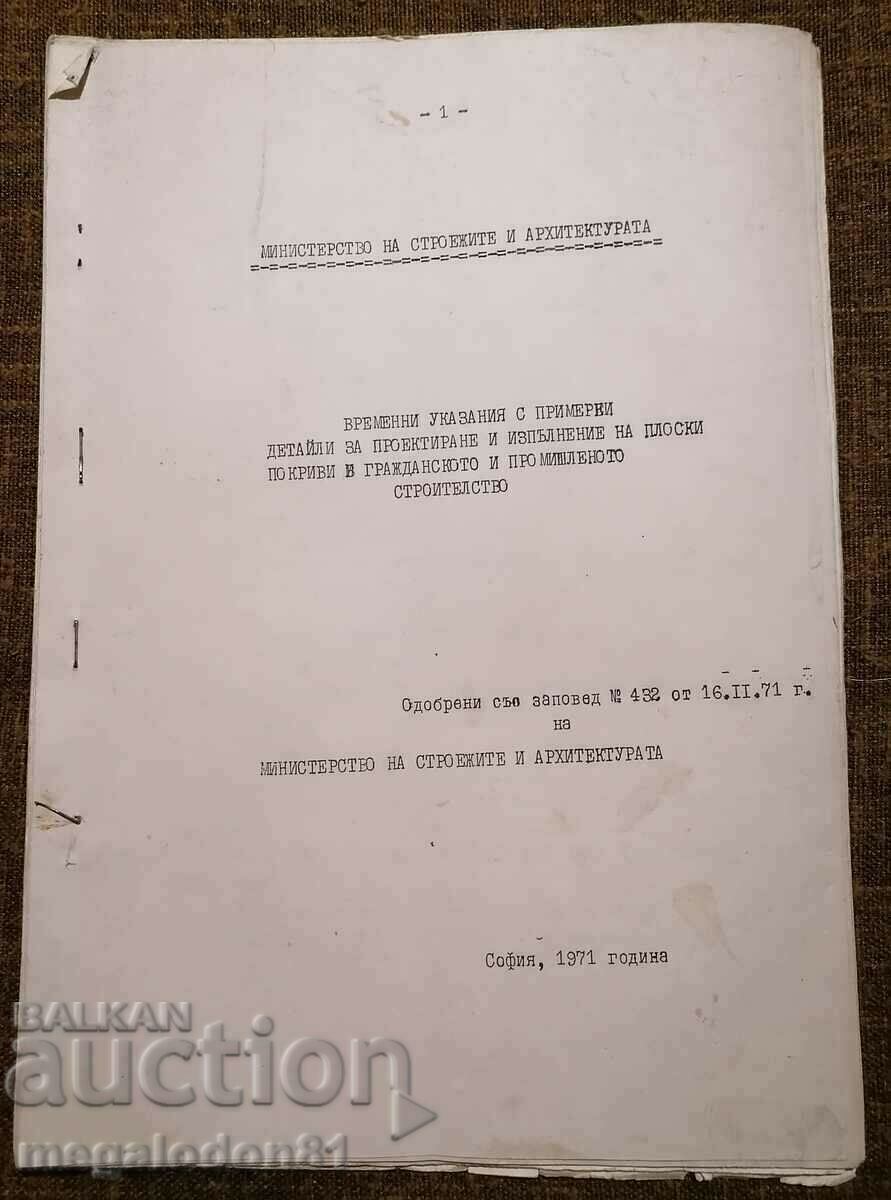 - 1 -
МИНИСТЕРСТВО НА СТРОЕЖИТЕ И АРХИТЕКТУРАТА
=-=-=-=-=-=-=-=-=-=-=-=-=-=-=-=-=-=-=-=-=
ВРЕМЕННИ УКАЗАНИЯ С ПРИМЕРНИ
ДЕТАЙЛИ ЗА ПРОЕКТИРАНЕ И ИЗПЪЛНЕНИЕ НА ПЛОСКИ
ПОКРИВИ В ГРАЖДАНСКОТО И ПРОМИШЛЕНОТО
СТРОИТЕЛСТВО
Одобрени със заповед № 432 от 16.II.71 г.
на
МИНИСТЕРСТВО НА СТРОЕЖИТЕ И АРХИТЕКТУРАТА
София, 1971 година
BALKAN
auction
megalodon81